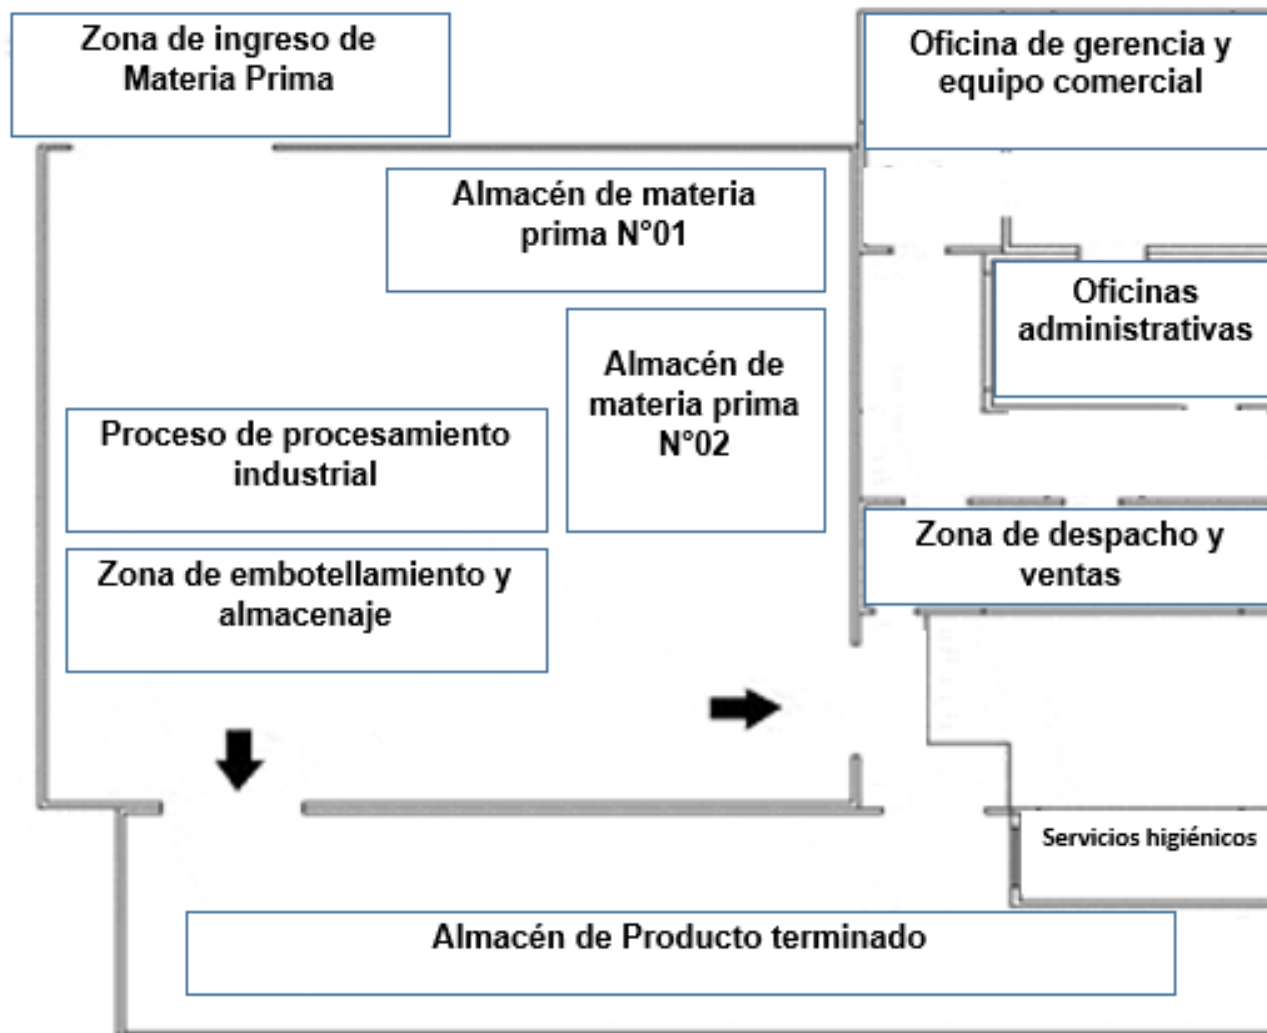 Zona de ingreso de
Materia Prima
Oficina de gerencia y
equipo comercial
Almacén de materia
prima N°01
Oficinas
administrativas
Almacén de
materia prima
N°02
Proceso de procesamiento
industrial
Zona de despacho y
ventas
Zona de embotellamiento y
almacenaje
Servicios higiénicos
Almacén de Producto terminado